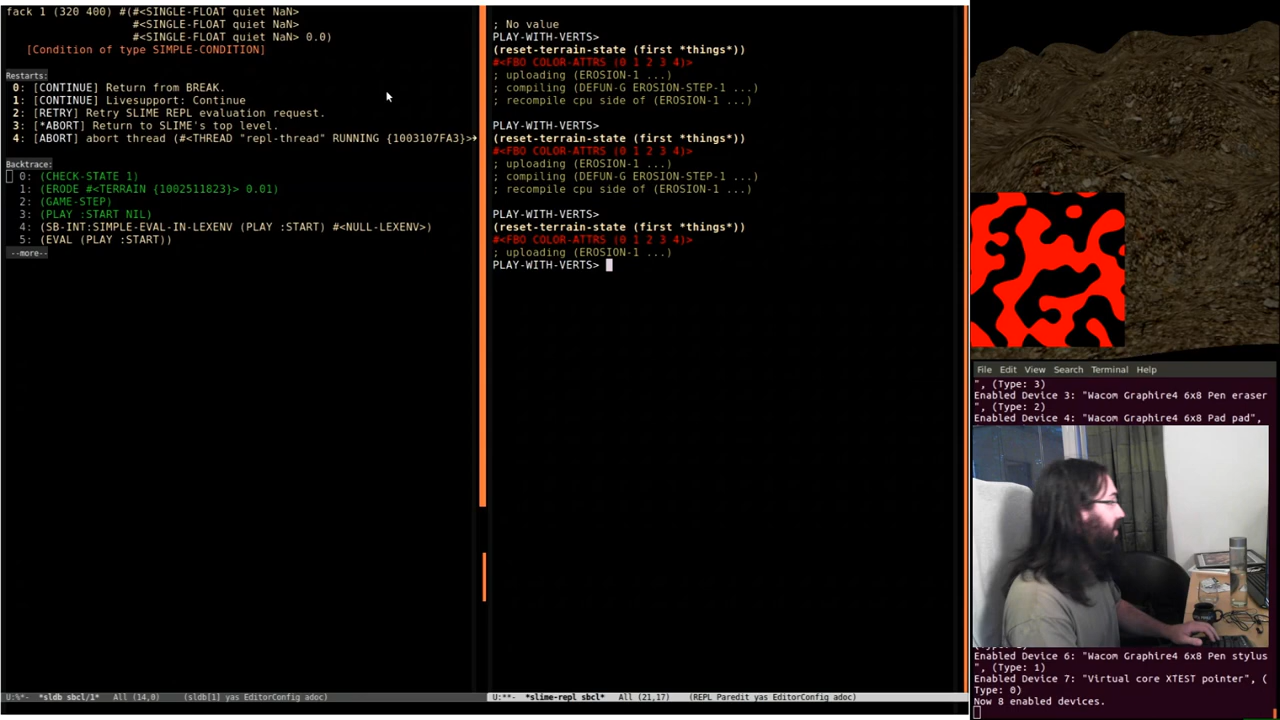 fack 1 (320 400) #(#<SINGLE-FLOAT quiet NaN>
#<SINGLE-FLOAT quiet NaN>
#<SINGLE-FLOAT quiet NaN> 0.0)
[Condition of type SIMPLE-CONDITION]
Restarts:
0: [CONTINUE] Return from BREAK.
1: [CONTINUE] Livesupport: Continue
2: [RETRY] Retry SLIME REPL evaluation request.
3: [*ABORT] Return to SLIME's top level.
4: [ABORT] abort thread (#<THREAD "repl-thread" RUNNING {1003107FA3}>
Backtrace:
0: (CHECK-STATE 1)
1: (ERODE #<TERRAIN {1002511823}> 0.01)
2: (GAME-STEP)
3: (PLAY :START NIL)
4: (SB-INT:SIMPLE-EVAL-IN-LEXENV (PLAY :START) #<NULL-LEXENV>)
5: (EVAL (PLAY :START))
--more--
U:%*- *sldb sbcl/1* All (14,0) (sldb[1] yas EditorConfig adoc)
; No value
PLAY-WITH-VERTS>
(reset-terrain-state (first *things*))
#<FBO COLOR-ATTRS (0 1 2 3 4)>
; uploading (EROSION-1 ...)
; compiling (DEFUN-G EROSION-STEP-1 ...)
; recompile cpu side of (EROSION-1 ...)
PLAY-WITH-VERTS>
(reset-terrain-state (first *things*))
#<FBO COLOR-ATTRS (0 1 2 3 4)>
; uploading (EROSION-1 ...)
; compiling (DEFUN-G EROSION-STEP-1 ...)
; recompile cpu side of (EROSION-1 ...)
PLAY-WITH-VERTS>
(reset-terrain-state (first *things*))
#<FBO COLOR-ATTRS (0 1 2 3 4)>
; uploading (EROSION-1 ...)
PLAY-WITH-VERTS>
U:**- *slime-repl sbcl* All (21,17) (REPL Paredit yas EditorConfig adoc)
File Edit View Search Terminal Help
", (Type: 3)
Enabled Device 3: "Wacom Graphire4 6x8 Pen eraser
", (Type: 2)
Enabled Device 4: "Wacom Graphire4 6x8 Pad pad",
Enabled Device 6: "Wacom Graphire4 6x8 Pen stylus
", (Type: 1)
Enabled Device 7: "Virtual core XTEST pointer", (
Type: 0)
Now 8 enabled devices.